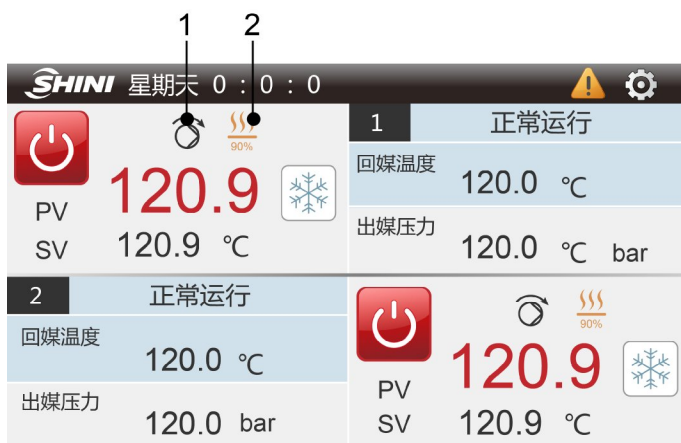 1 2
SHINI 星期天 0 : 0 : 0
90%
120.9
PV
SV 120.9 ℃
1 正常运行
回媒温度 120.0 ℃
出媒压力 120.0 ℃ bar
2 正常运行
回媒温度 120.0 ℃
出媒压力 120.0 bar
90%
120.9
PV
SV 120.9 ℃